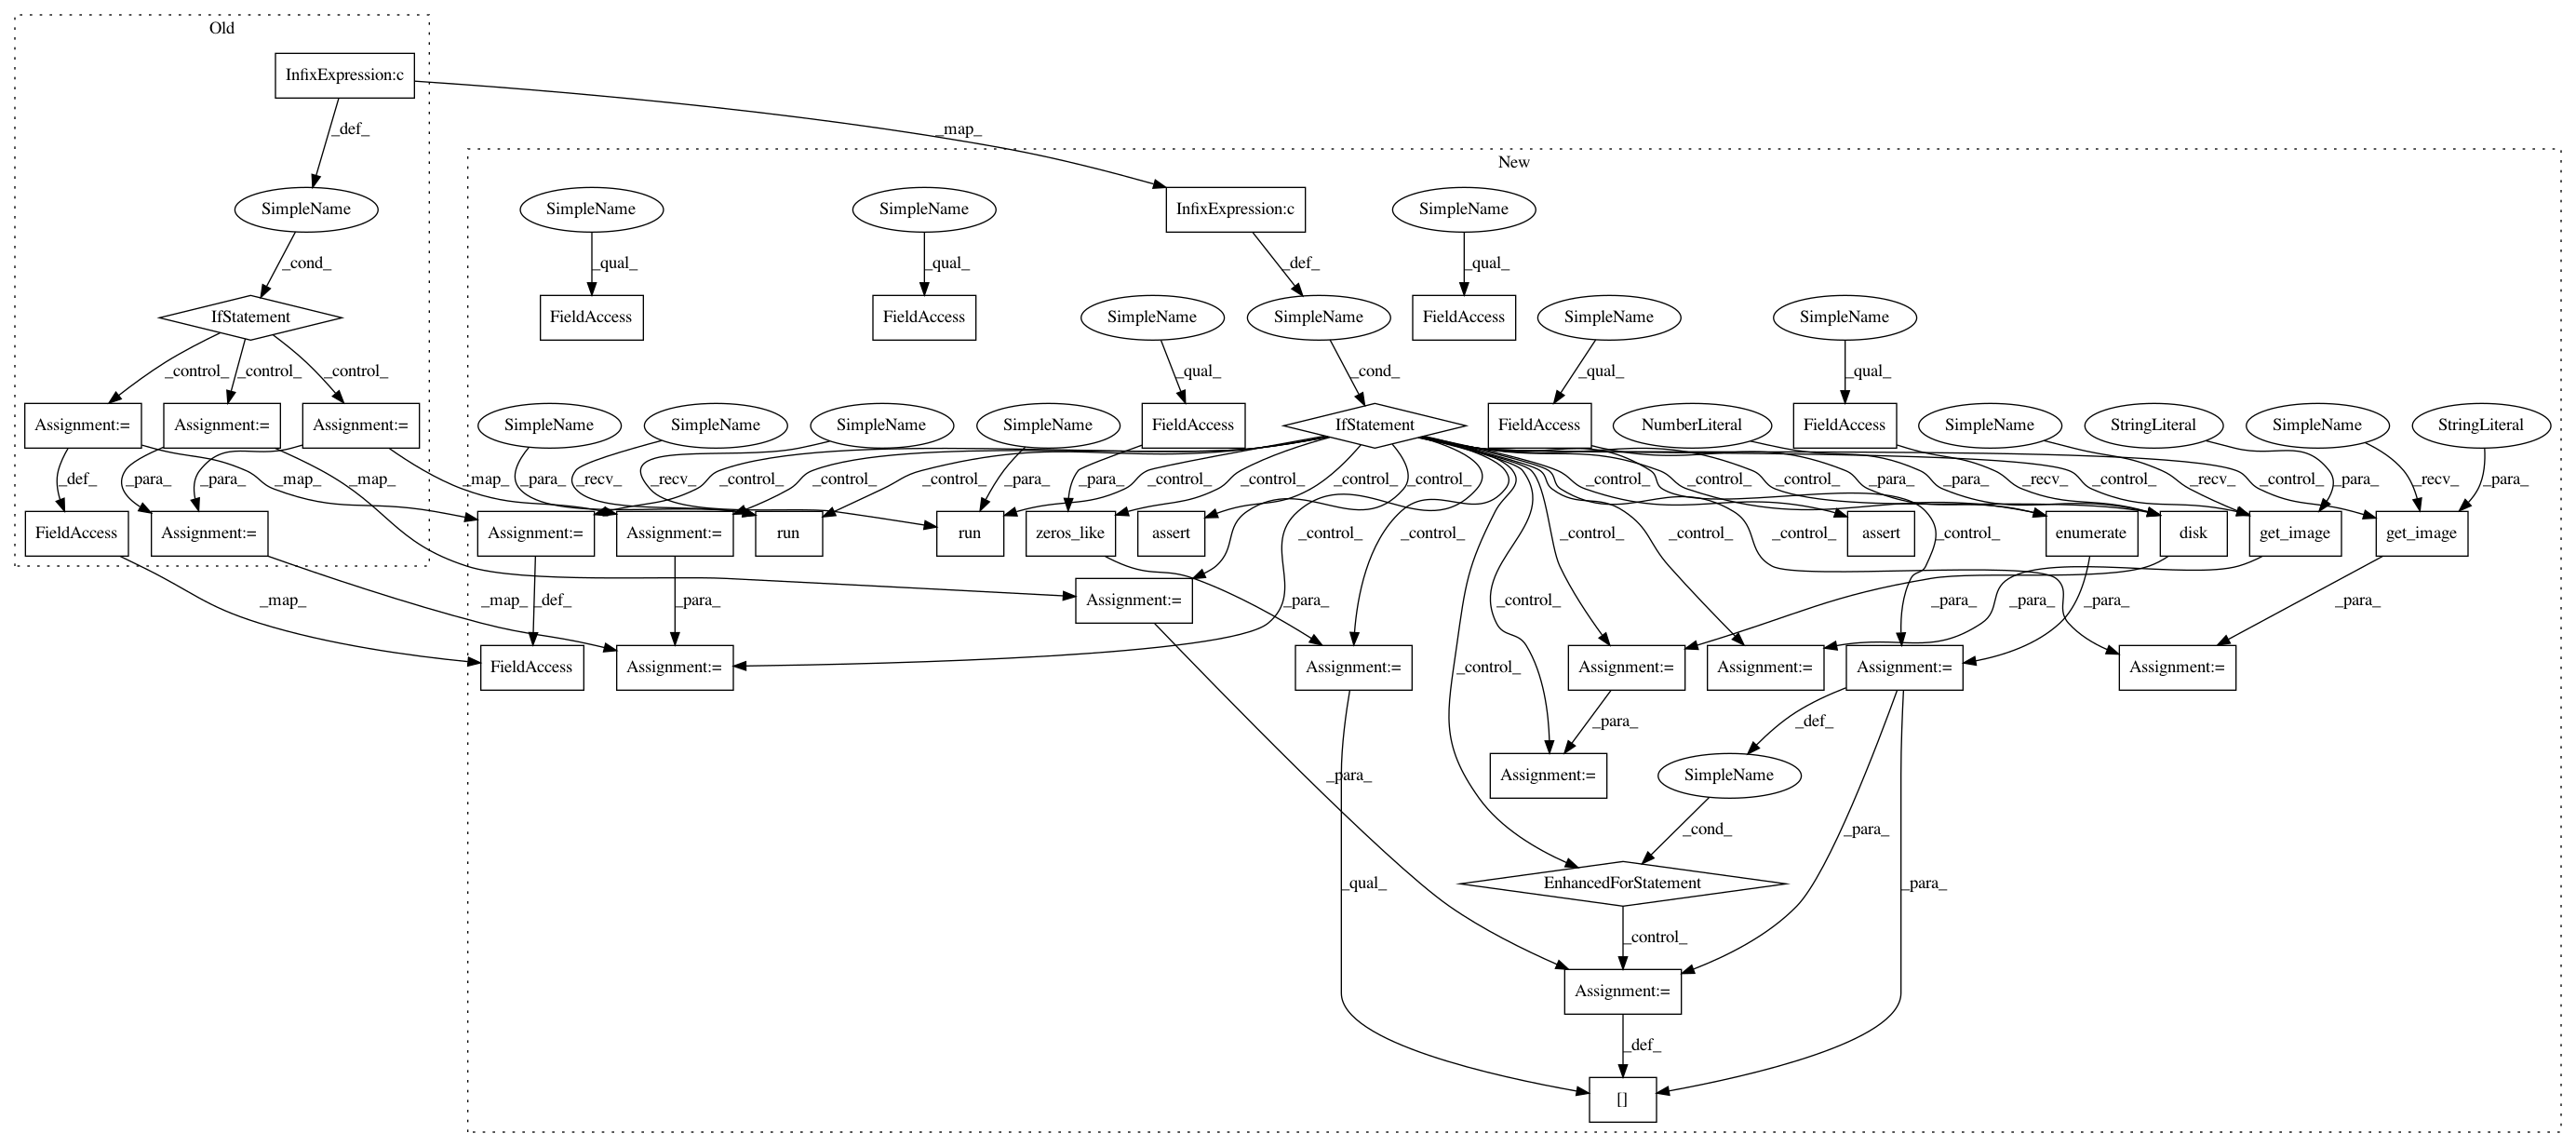 Old
InfixExpression:c
_def_
_map_
New
SimpleName
SimpleName
SimpleName
InfixExpression:c
SimpleName
_cond_
_qual_
_qual_
_def_
_qual_
IfStatement
FieldAccess
FieldAccess
SimpleName
SimpleName
FieldAccess
SimpleName
SimpleName
_control_
_control_
_control_
_qual_
_cond_
_qual_
_qual_
Assignment:=
Assignment:=
Assignment:=
SimpleName
SimpleName
SimpleName
SimpleName
FieldAccess
IfStatement
FieldAccess
NumberLiteral
FieldAccess
SimpleName
StringLiteral
SimpleName
StringLiteral
_def_
_para_
_para_
_map_
_map_
_map_
_para_
_recv_
_recv_
_control_
_control_
_control_
_para_
_control_
_para_
_control_
_control_
_control_
_control_
_control_
_control_
_para_
_para_
_recv_
_control_
_recv_
_para_
_control_
_recv_
_para_
FieldAccess
Assignment:=
Assignment:=
Assignment:=
run
run
zeros_like
assert
assert
enumerate
disk
get_image
get_image
_control_
_control_
_control_
_control_
_control_
_control_
_map_
_map_
_def_
_para_
Assignment:=
_para_
_control_
_para_
_para_
_para_
_para_
FieldAccess
Assignment:=
Assignment:=
Assignment:=
Assignment:=
Assignment:=
Assignment:=
_control_
_para_
_def_
_para_
Assignment:=
SimpleName
_cond_
_para_
_qual_
EnhancedForStatement
_para_
_control_
Assignment:=
_def_
[]